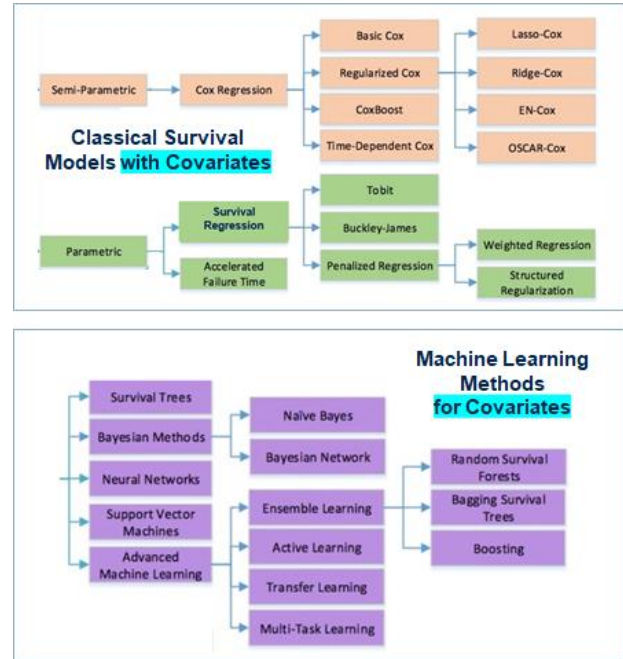 Basic Cox
Lasso-Cox
Semi-Parametric
Cox Regression
Regularized Cox
Ridge-Cox
CoxBoost
EN-Cox
Time-Dependent Cox
OSCAR-Cox
Classical Survival
Models with Covariates
Tobit
Survival
Regression
Buckley-James
Parametric
Weighted Regression
Accelerated
Failure Time
Penalized Regression
Structured
Regularization
Machine Learning
Methods
for Covariates
Survival Trees
Naïve Bayes
Bayesian Methods
Bayesian Network
Neural Networks
Random Survival
Forests
Support Vector
Machines
Ensemble Learning
Bagging Survival
Trees
Advanced
Machine Learning
Active Learning
Boosting
Transfer Learning
Multi-Task Learning